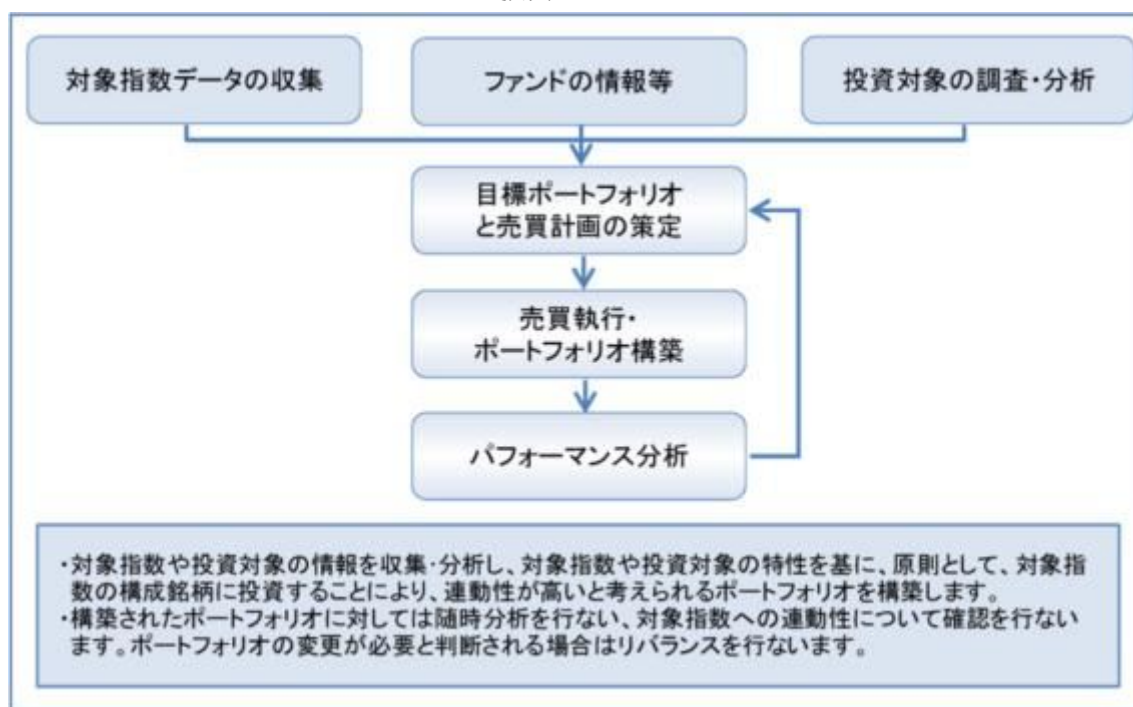 対象指数データの収集
ファンドの情報等
投資対象の調査・分析
目標ポートフォリオ
と売買計画の策定
売買執行・
ポートフォリオ構築
パフォーマンス分析
・対象指数や投資対象の情報を収集・分析し、対象指数や投資対象の特性を基に、原則として、対象指
数の構成銘柄に投資することにより、連動性が高いと考えられるポートフォリオを構築します。
・構築されたポートフォリオに対しては随時分析を行ない、対象指数への連動性について確認を行ない
ます。ポートフォリオの変更が必要と判断される場合はリバランスを行ないます。